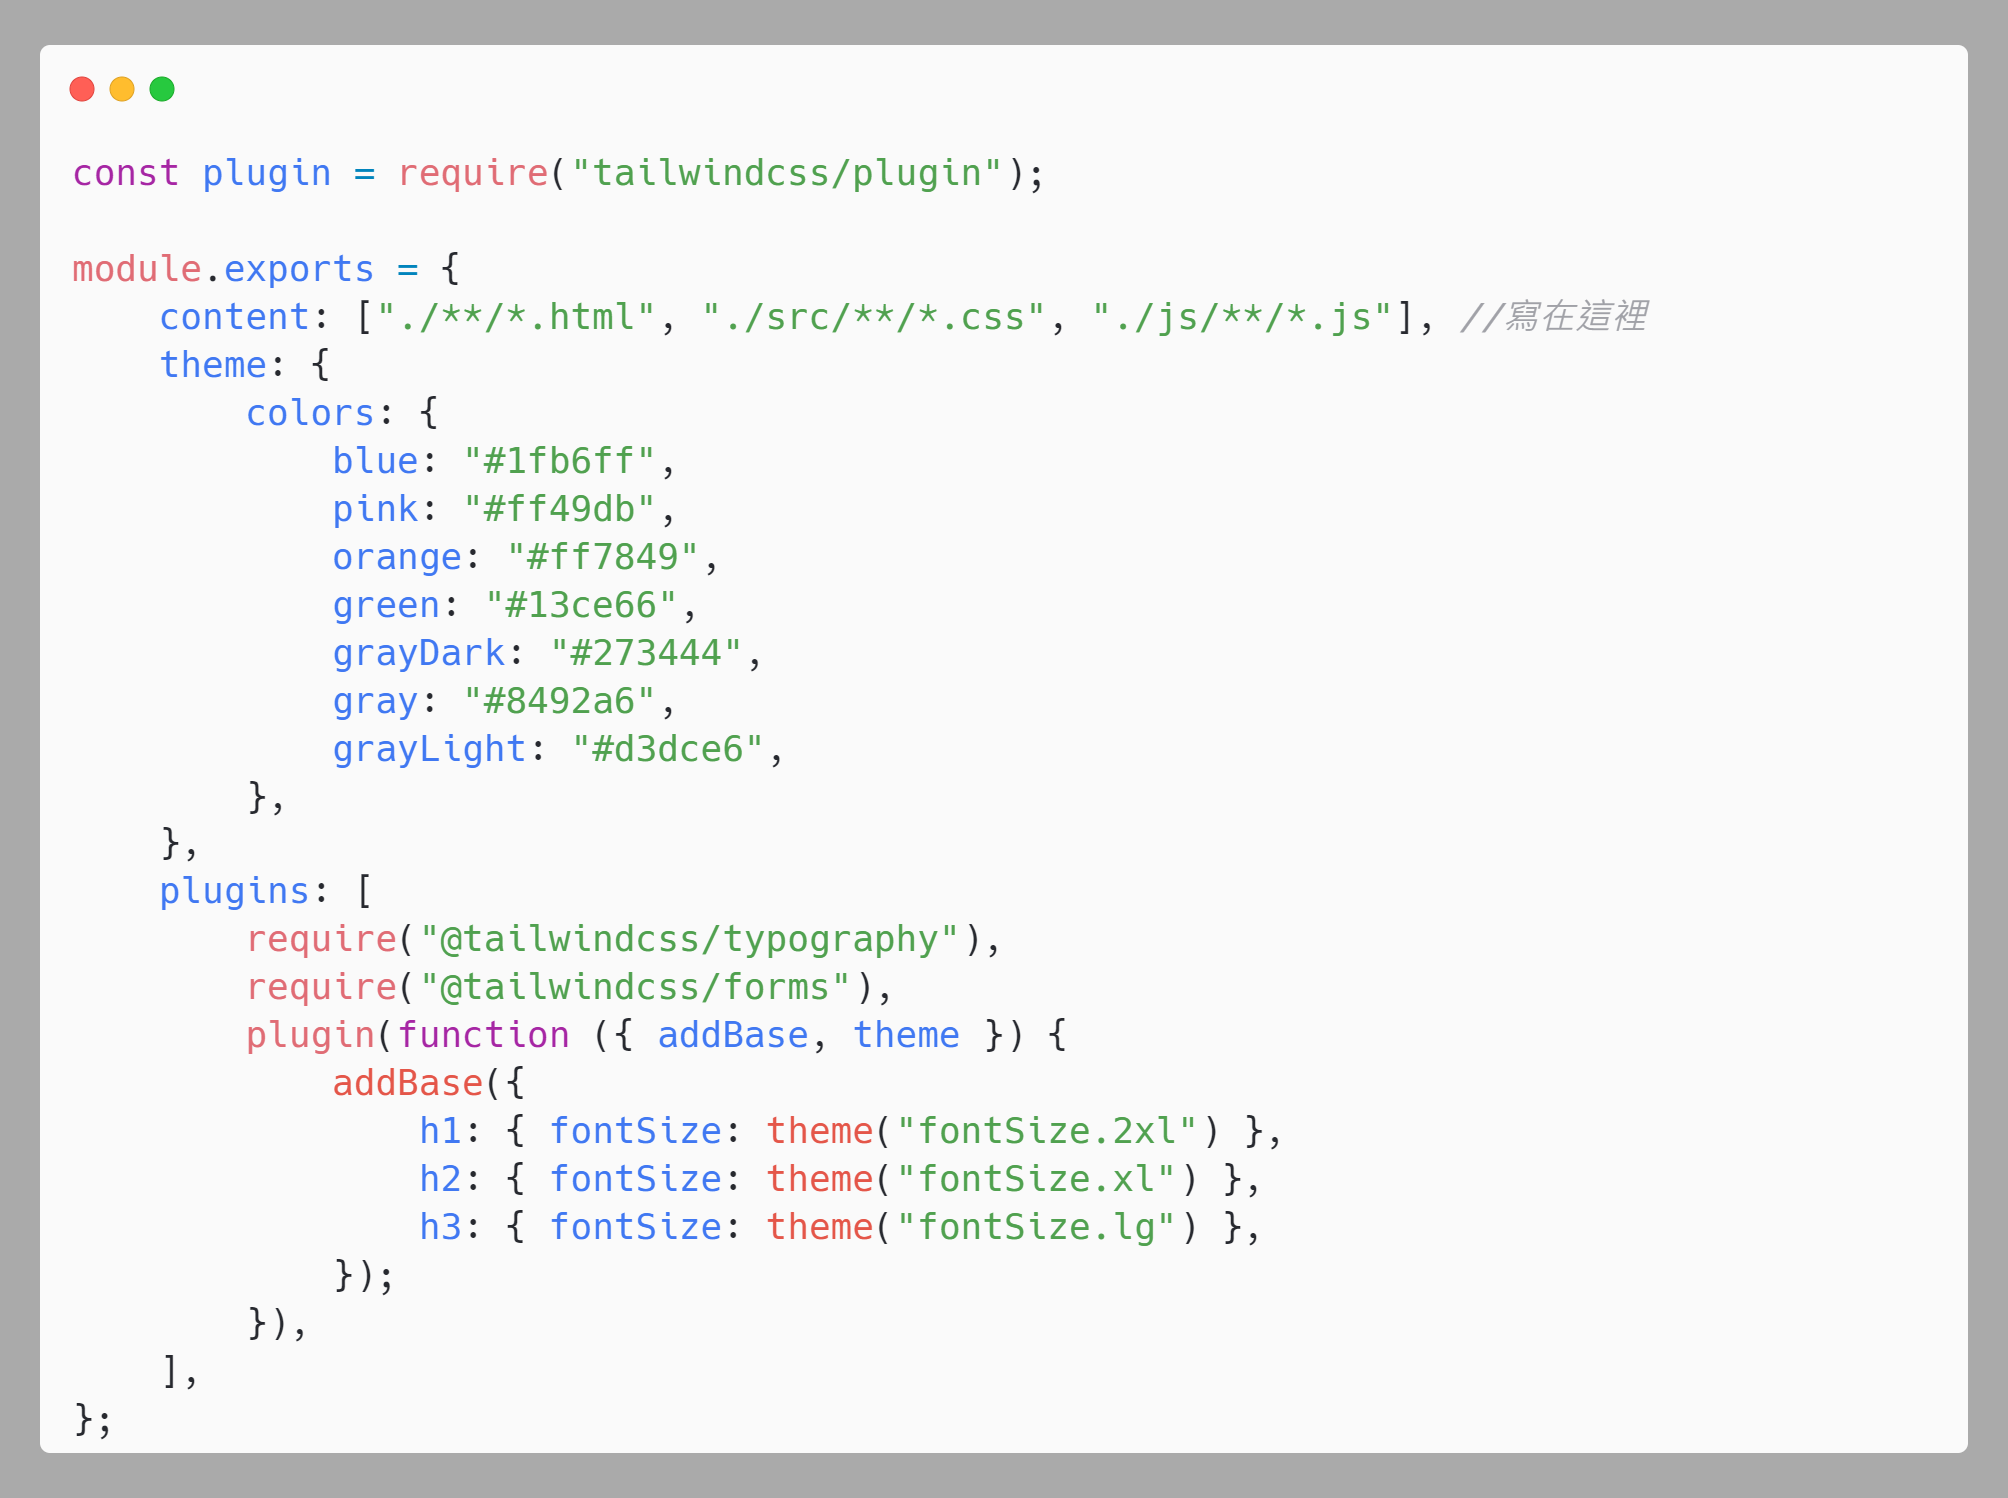 const plugin = require("tailwindcss/plugin");

module.exports = {
    content: ["./**/*.html", "./src/**/*.css", "./js/**/*.js"], //寫在這裡
    theme: {
        colors: {
            blue: "#1fb6ff",
            pink: "#ff49db",
            orange: "#ff7849",
            green: "#13ce66",
            grayDark: "#273444",
            gray: "#8492a6",
            grayLight: "#d3dce6",
        },
    },
    plugins: [
        require("@tailwindcss/typography"),
        require("@tailwindcss/forms"),
        plugin(function ({ addBase, theme }) {
            addBase({
                h1: { fontSize: theme("fontSize.2xl") },
                h2: { fontSize: theme("fontSize.xl") },
                h3: { fontSize: theme("fontSize.lg") },
            });
        }),
    ],
};